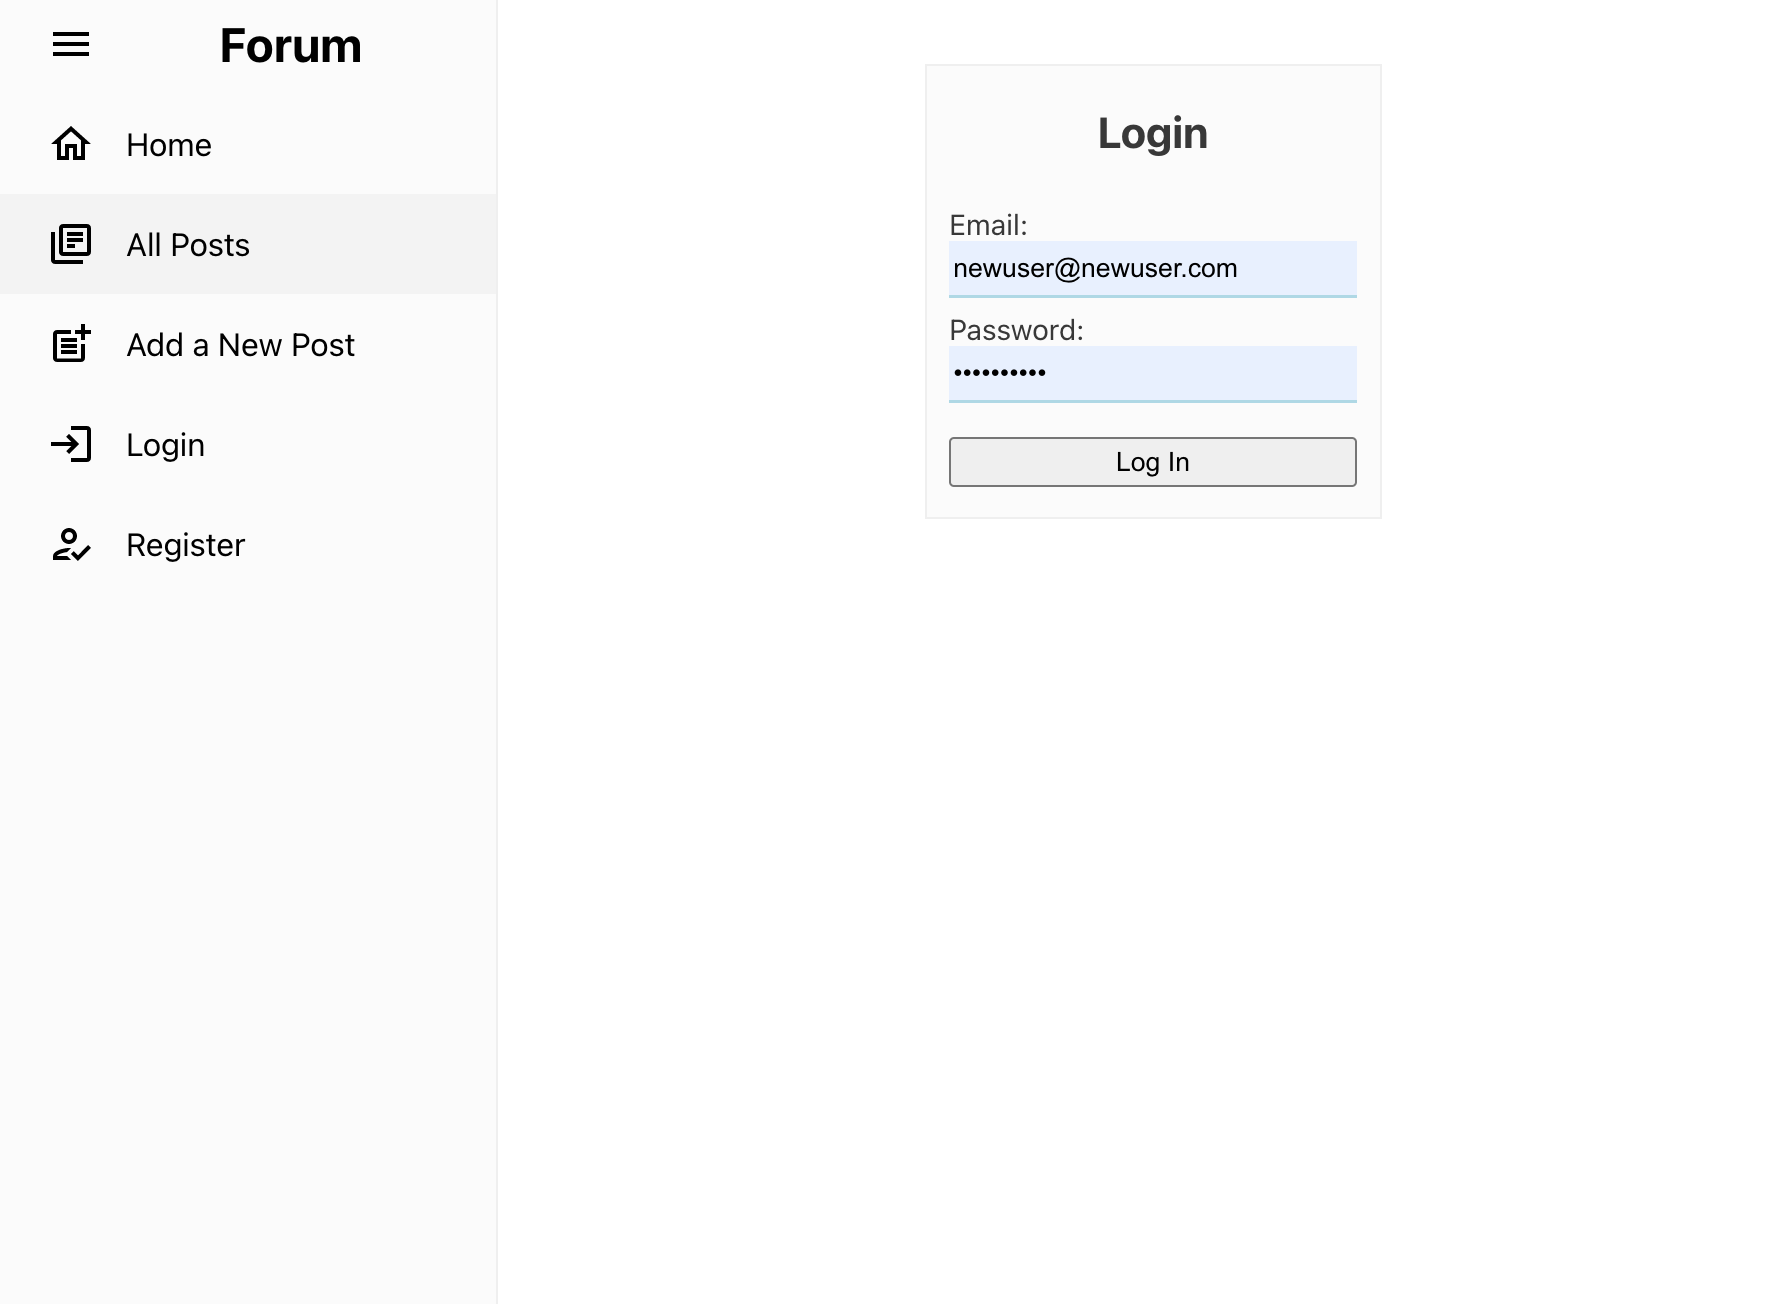 Forum
Home
All Posts
Add a New Post
Login
Register
Login
Email:
newuser@newuser.com
Password:
••••••••••
Log In